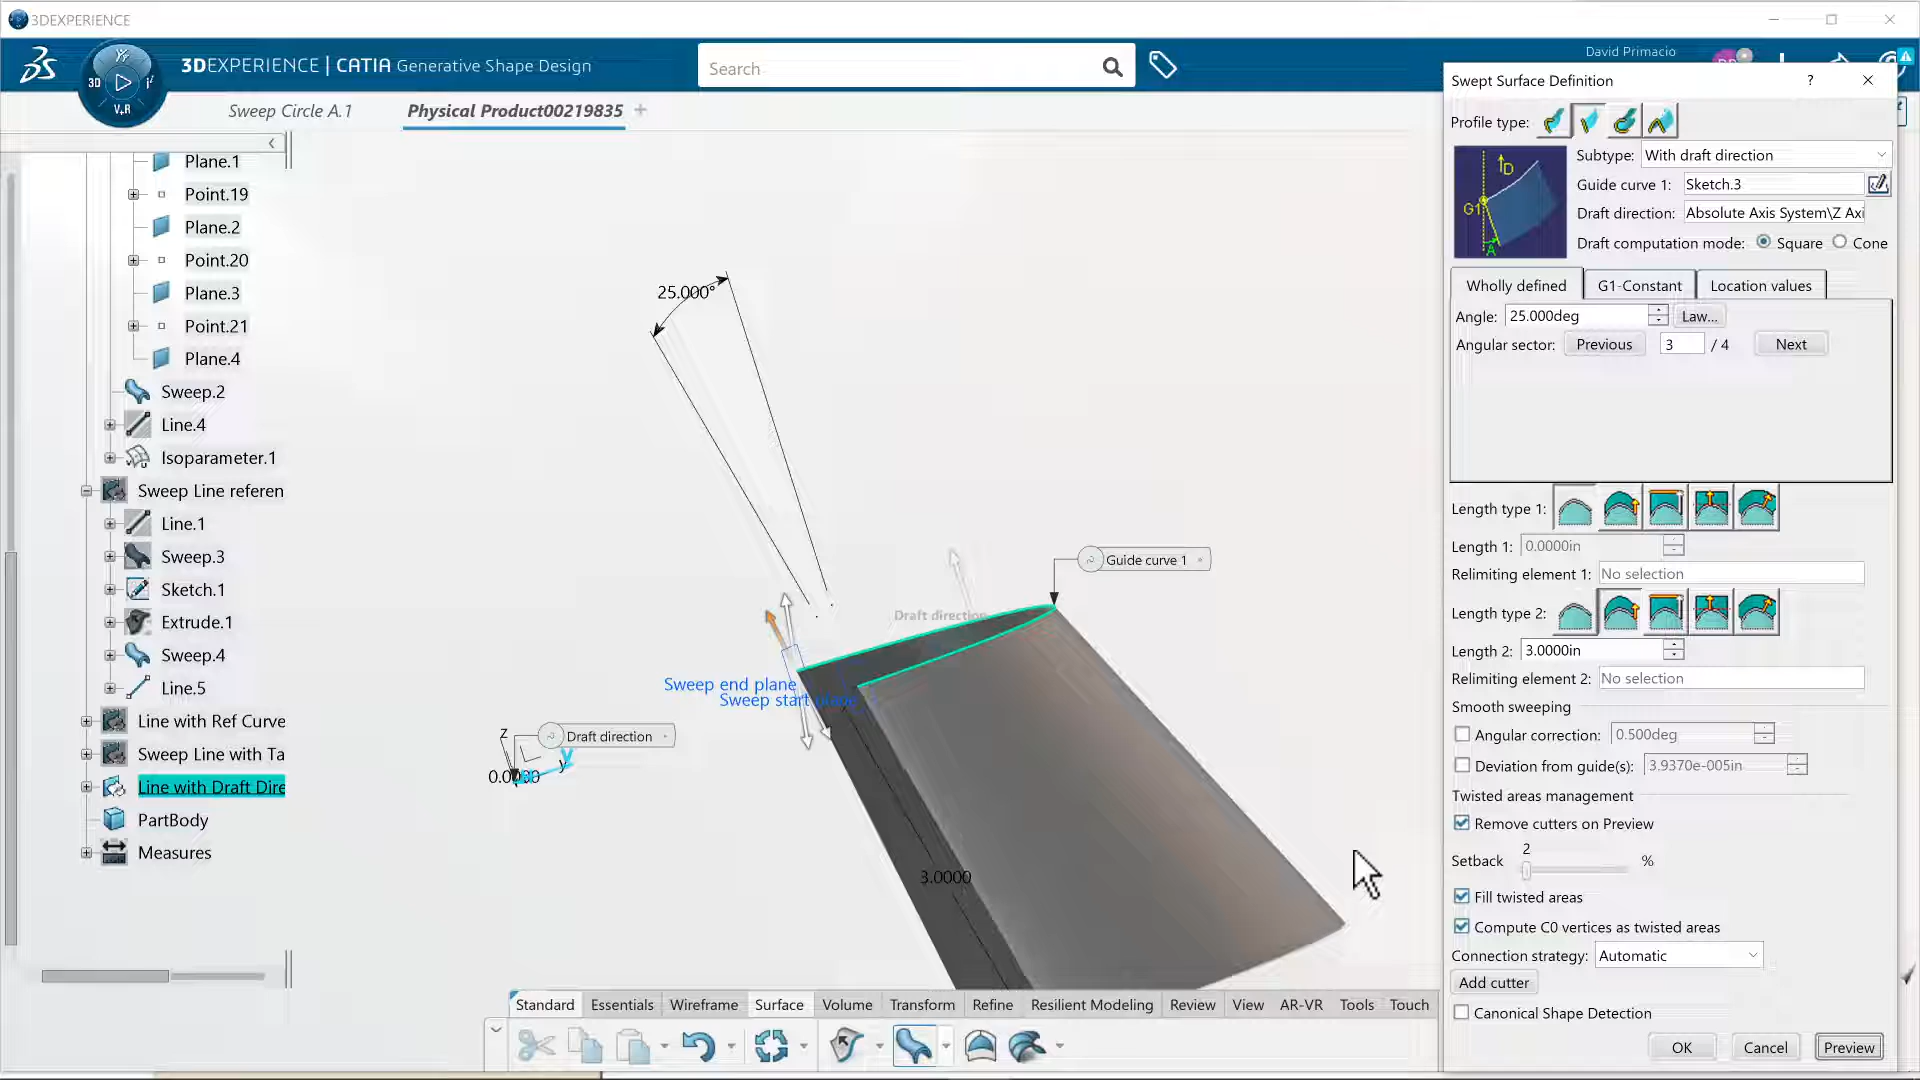 3DEXPERIENCE
3DEXPERIENCE | CATIA Generative Shape Design
Search
David Primacio
3D
V+R
Sweep Circle A.1
Physical Product00219835
Plane.1
Point.19
Plane.2
Point.20
Plane.3
Point.21
Plane.4
Sweep.2
Line.4
Isoparameter.1
Sweep Line referen
Line.1
Sweep.3
Sketch.1
Extrude.1
Sweep.4
Line.5
Line with Ref Curve
Sweep Line with Ta
Line with Draft Dire
PartBody
Measures
25.000°
Guide curve 1
Draft direction
Sweep end plane
Sweep start plane
Draft direction
z
y
3.0000
Swept Surface Definition
?
Profile type:
D
G1
A
Subtype: With draft direction
Guide curve 1: Sketch.3
Draft direction: Absolute Axis System\Z Axi
Draft computation mode: Square Cone
Wholly defined G1-Constant Location values
Angle: 25.000deg Law...
Angular sector: Previous 3 / 4 Next
Length type 1:
Length 1: 0.0000in
Relimiting element 1: No selection
Length type 2:
Length 2: 3.0000in
Relimiting element 2: No selection
Smooth sweeping
Angular correction: 0.500deg
Deviation from guide(s): 3.9370e-005in
Twisted areas management
Remove cutters on Preview
2
Setback %
Fill twisted areas
Compute C0 vertices as twisted areas
Connection strategy: Automatic
Add cutter
Canonical Shape Detection
OK Cancel Preview
Standard Essentials Wireframe Surface Volume Transform Refine Resilient Modeling Review View AR-VR Tools Touch